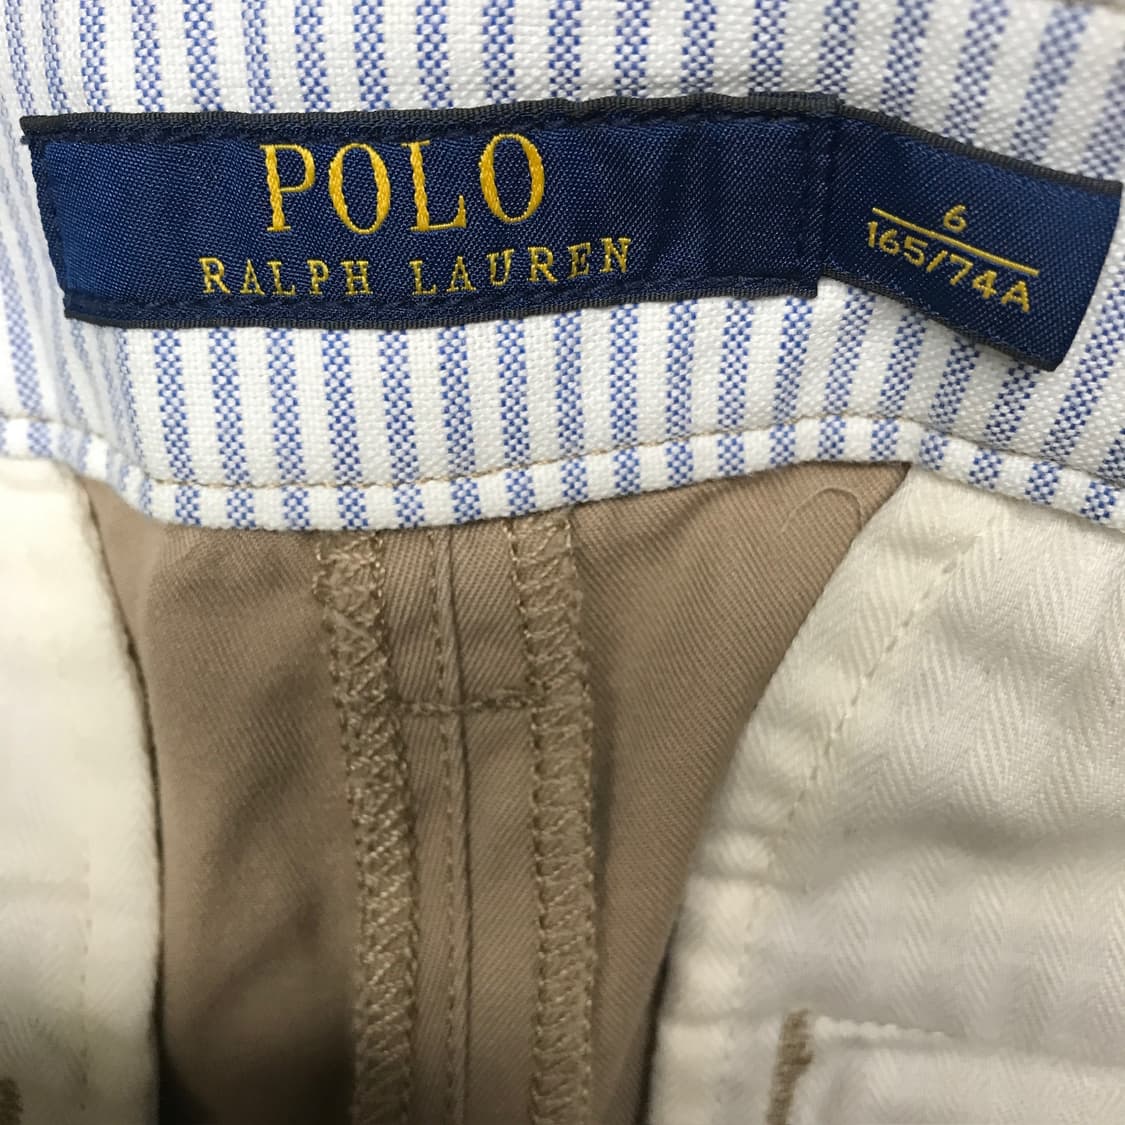 POLO
RALPH LAUREN
6
165/74A